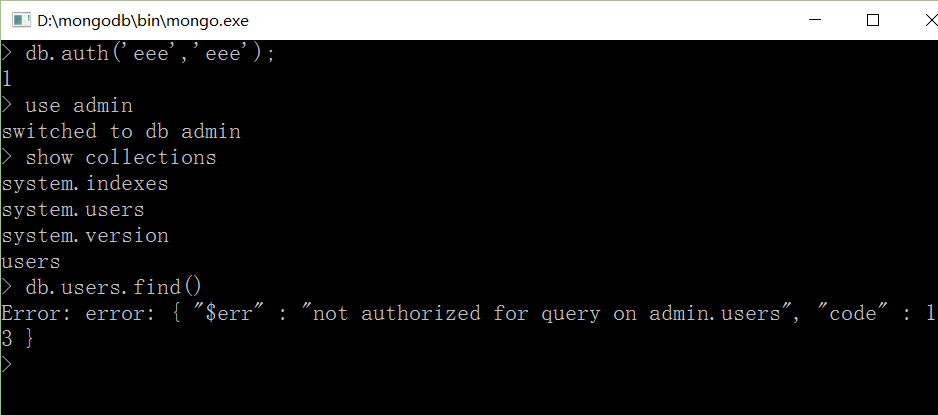 D:\mongodb\bin\mongo.exe
> db.auth('eee','eee');
1
> use admin
switched to db admin
> show collections
system.indexes
system.users
system.version
users
> db.users.find()
Error: error: { "$err" : "not authorized for query on admin.users", "code" : 1
3 }
>